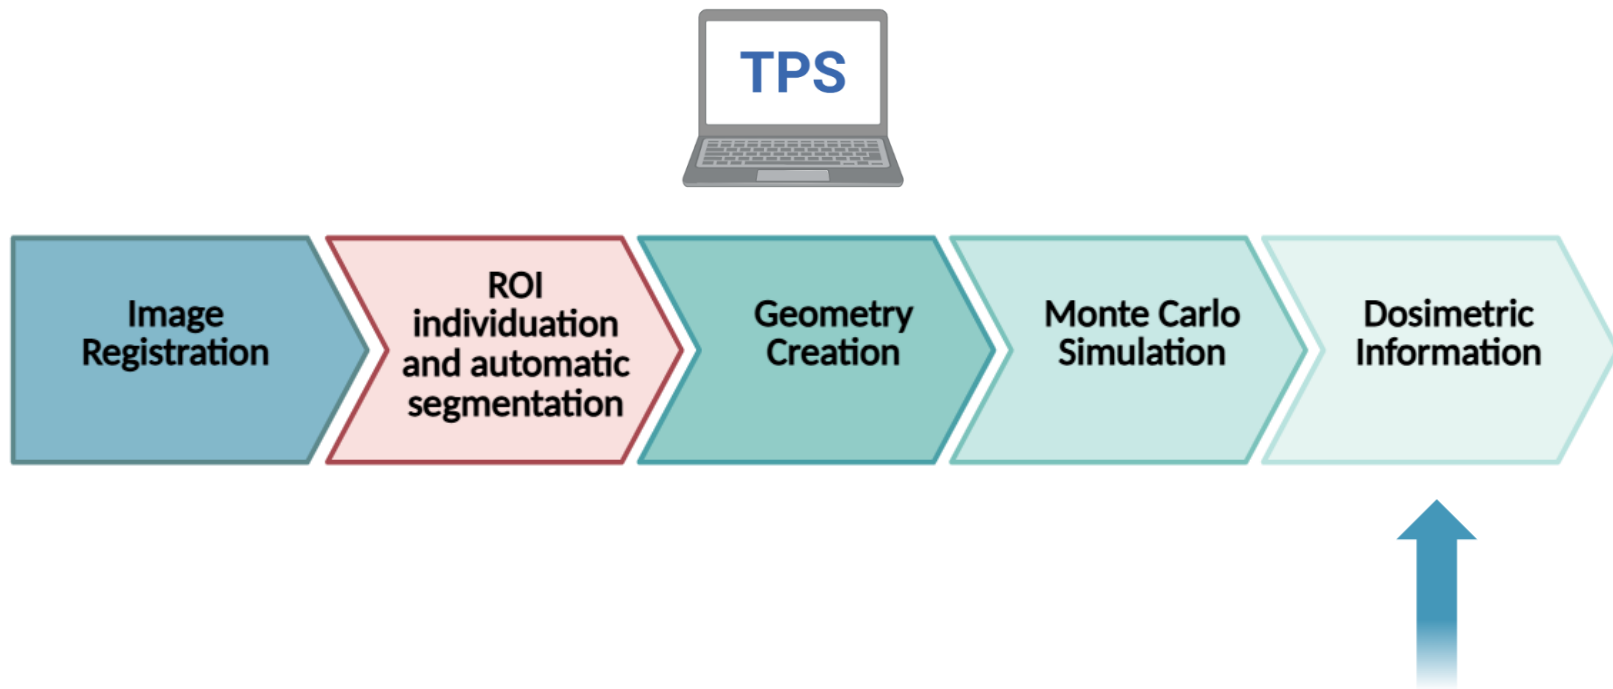 TPS
Image
Registration
ROI
individuation
and automatic
segmentation
Geometry
Creation
Monte Carlo
Simulation
Dosimetric
Information